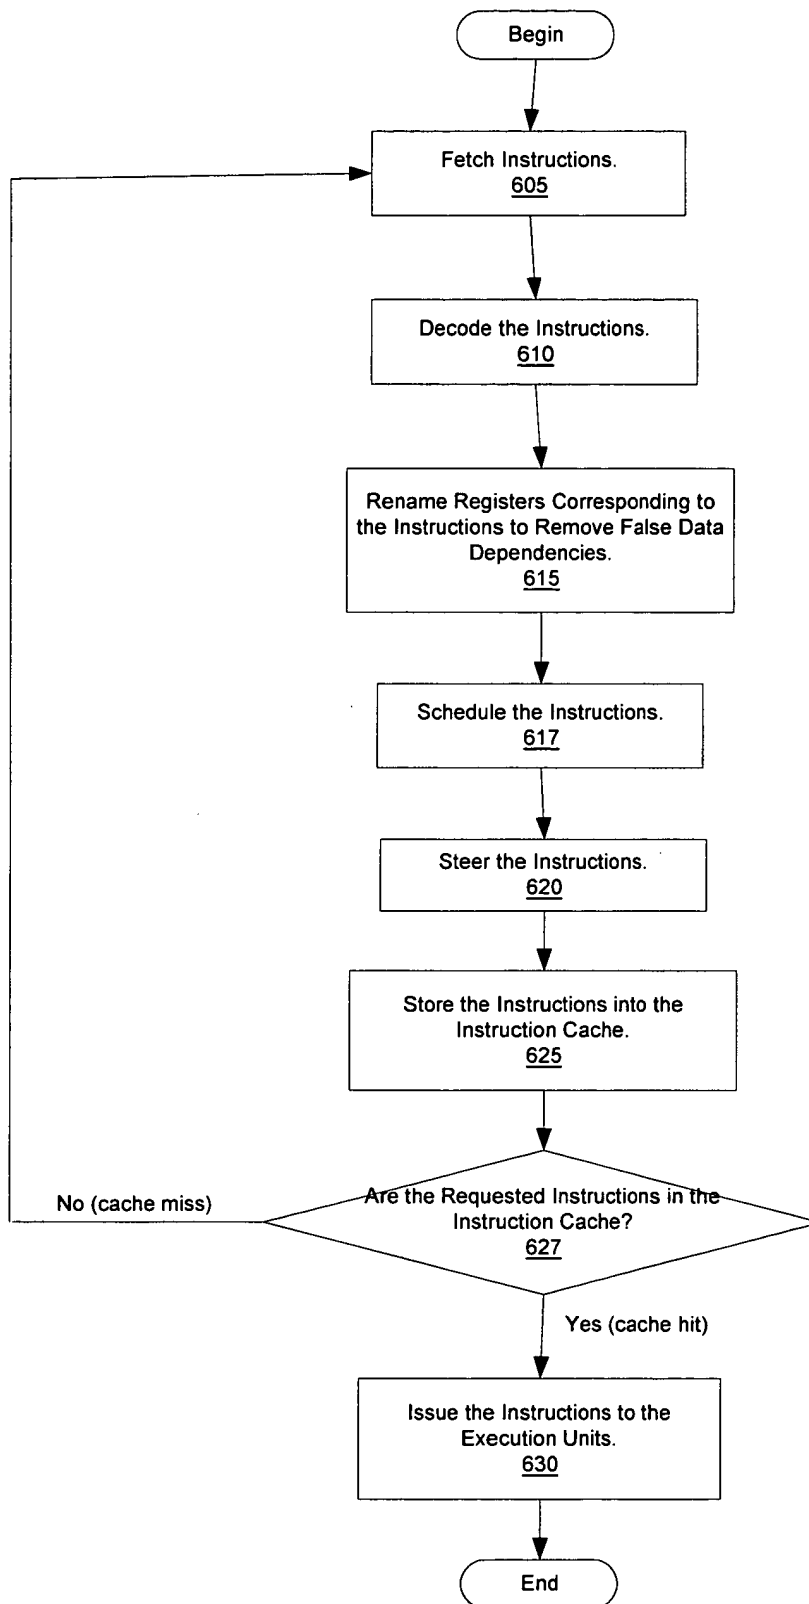 Begin
Fetch Instructions.
605
Decode the Instructions.
610
Rename Registers Corresponding to
the Instructions to Remove False Data
Dependencies.
615
Schedule the Instructions.
617
Steer the Instructions.
620
Store the Instructions into the
Instruction Cache.
625
No (cache miss)
Are the Requested Instructions in the
Instruction Cache?
627
Yes (cache hit)
Issue the Instructions to the
Execution Units.
630
End